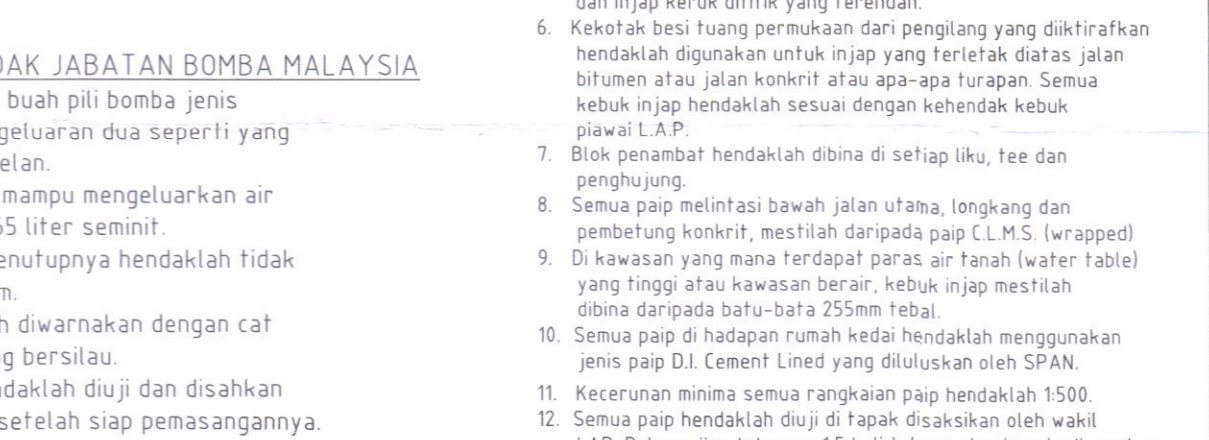 DAK JABATAN BOMBA MALAYSIA
buah pili bomba jenis
geluaran dua seperti yang
elan.
mampu mengeluarkan air
65 liter seminit.
enutupnya hendaklah tidak
m.
h diwarnakan dengan cat
g bersilau.
ndaklah diuji dan disahkan
setelah siap pemasangannya.
dan injap keruk dititik yang terendah.
6. Kekotak besi tuang permukaan dari pengilang yang diiktirafkan
hendaklah digunakan untuk injap yang terletak diatas jalan
bitumen atau jalan konkrit atau apa-apa turapan. Semua
kebuk injap hendaklah sesuai dengan kehendak kebuk
piawai L.A.P.
7. Blok penambat hendaklah dibina di setiap liku, tee dan
penghujung.
8. Semua paip melintasi bawah jalan utama, longkang dan
pembetung konkrit, mestilah daripada paip C.L.M.S. (wrapped)
9. Di kawasan yang mana terdapat paras air tanah (water table)
yang tinggi atau kawasan berair, kebuk injap mestilah
dibina daripada batu-bata 255mm tebal.
10. Semua paip di hadapan rumah kedai hendaklah menggunakan
jenis paip D.I. Cement Lined yang diluluskan oleh SPAN.
11. Kecerunan minima semua rangkaian paip hendaklah 1:500.
12. Semua paip hendaklah diuji di tapak disaksikan oleh wakil